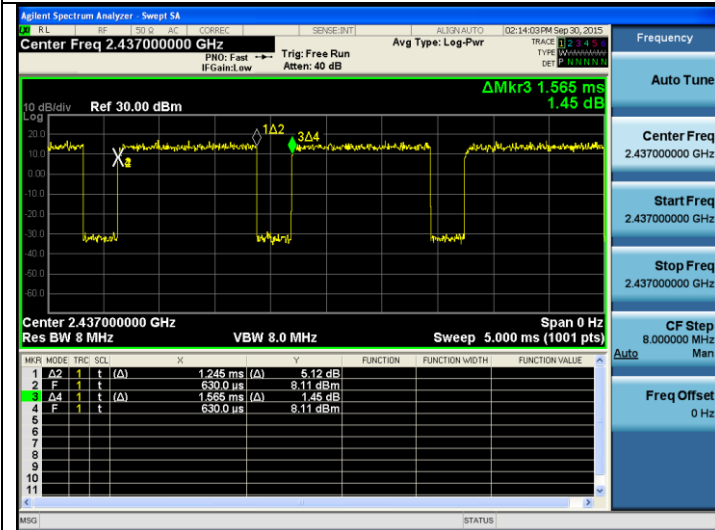 Agilent Spectrum Analyzer - Swept SA
RL RF 50 Ω AC CORREC SENSE:INT ALIGN AUTO 02:14:03 PM Sep 30, 2015
Center Freq 2.437000000 GHz
PNO: Fast
IFGain:Low
Trig: Free Run
Atten: 40 dB
Avg Type: Log-Pwr
TRACE 1 2 3 4 5 6
TYPE
DET P N N N N N
ΔMkr3 1.565 ms
1.45 dB
10 dB/div Ref 30.00 dBm
Log
20.0
10.0
0.00
-10.0
-20.0
-30.0
-40.0
-50.0
-60.0
1Δ2
3Δ4
Center 2.437000000 GHz Span 0 Hz
Res BW 8 MHz VBW 8.0 MHz Sweep 5.000 ms (1001 pts)
MKR MODE TRC SCL X Y FUNCTION FUNCTION WIDTH FUNCTION VALUE
1 Δ2 1 t (Δ) 1.245 ms (Δ) 5.12 dB
2 F 1 t 630.0 µs 8.11 dBm
3 Δ4 1 t (Δ) 1.565 ms (Δ) 1.45 dB
4 F 1 t 630.0 µs 8.11 dBm
5
6
7
8
9
10
11
MSG STATUS
Frequency
Auto Tune
Center Freq
2.437000000 GHz
Start Freq
2.437000000 GHz
Stop Freq
2.437000000 GHz
CF Step
8.000000 MHz
Auto Man
Freq Offset
0 Hz